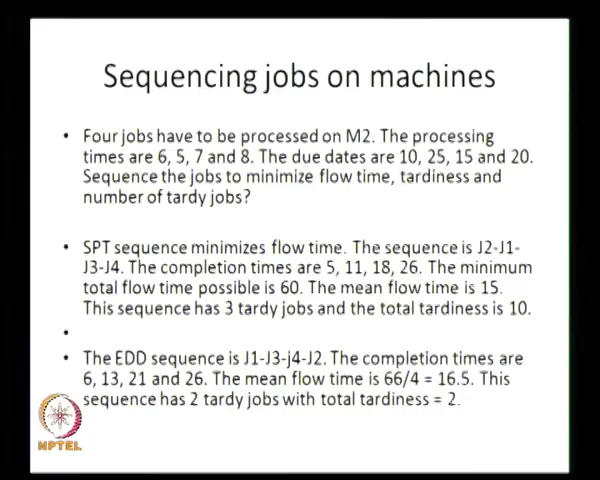 Sequencing jobs on machines
• Four jobs have to be processed on M2. The processing
times are 6, 5, 7 and 8. The due dates are 10, 25, 15 and 20.
Sequence the jobs to minimize flow time, tardiness and
number of tardy jobs?
• SPT sequence minimizes flow time. The sequence is J2-J1-
J3-J4. The completion times are 5, 11, 18, 26. The minimum
total flow time possible is 60. The mean flow time is 15.
This sequence has 3 tardy jobs and the total tardiness is 10.
•
• The EDD sequence is J1-J3-j4-J2. The completion times are
6, 13, 21 and 26. The mean flow time is 66/4 = 16.5. This
sequence has 2 tardy jobs with total tardiness = 2.
NPTEL